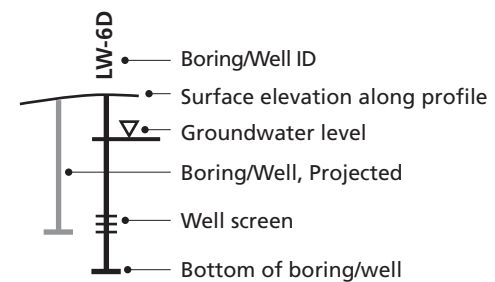 LW-6D
Boring/Well ID
Surface elevation along profile
Groundwater level
Boring/Well, Projected
Well screen
Bottom of boring/well